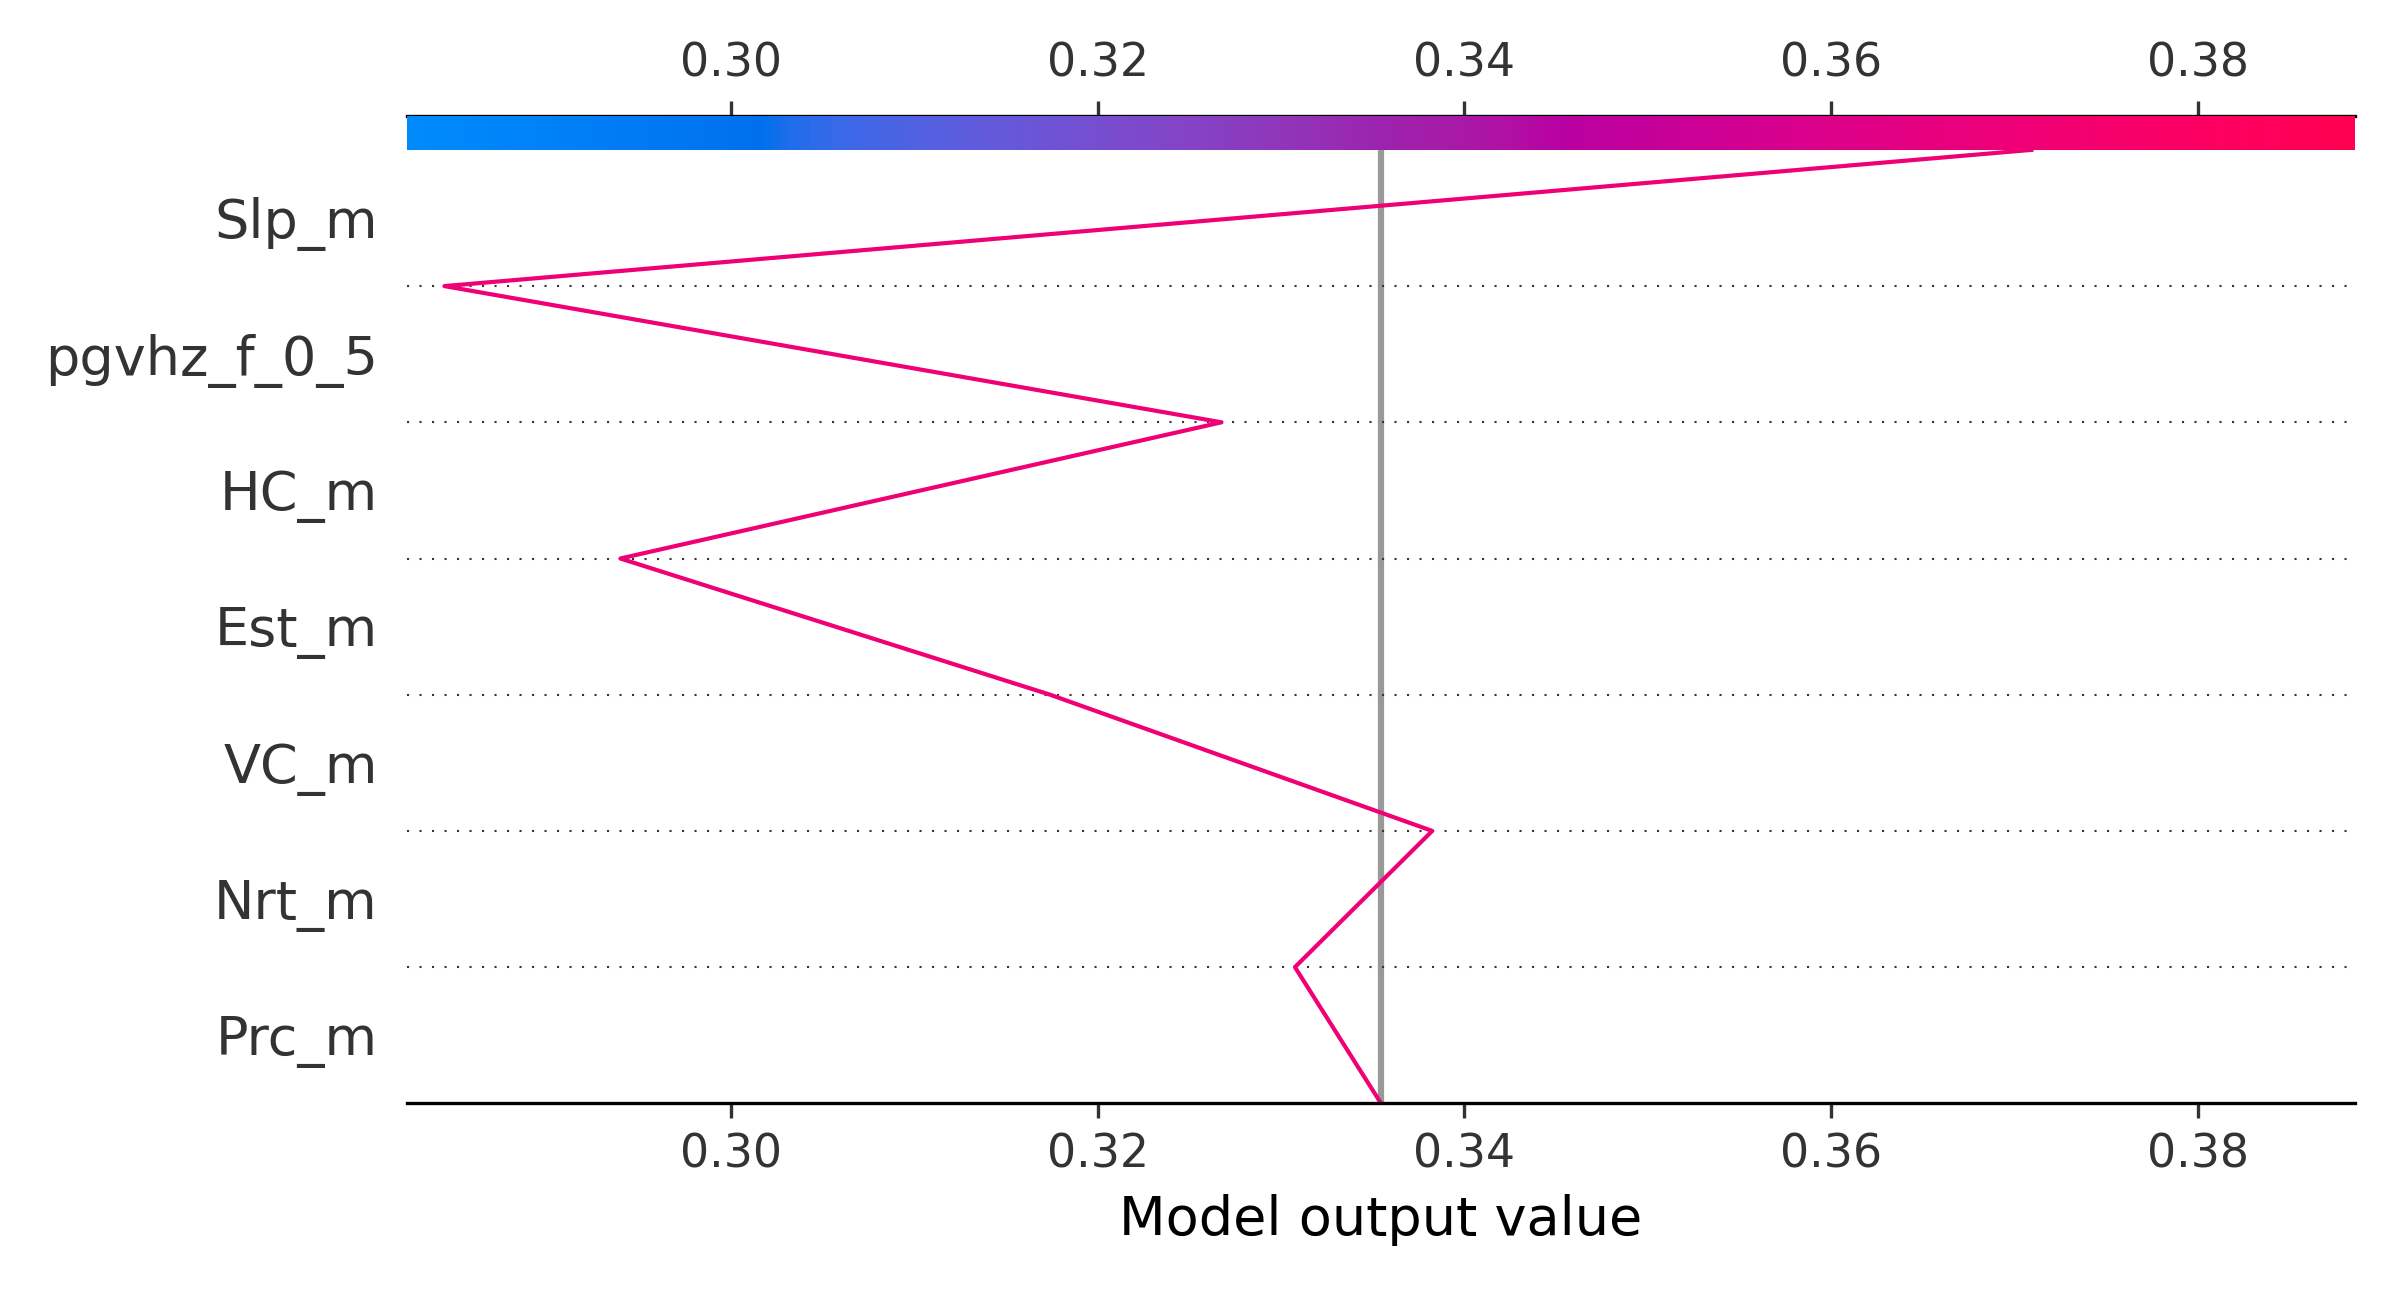 0.30 0.32 0.34 0.36 0.38
Slp_m
pgvhz_f_0_5
HC_m
Est_m
VC_m
Nrt_m
Prc_m
0.30 0.32 0.34 0.36 0.38
Model output value